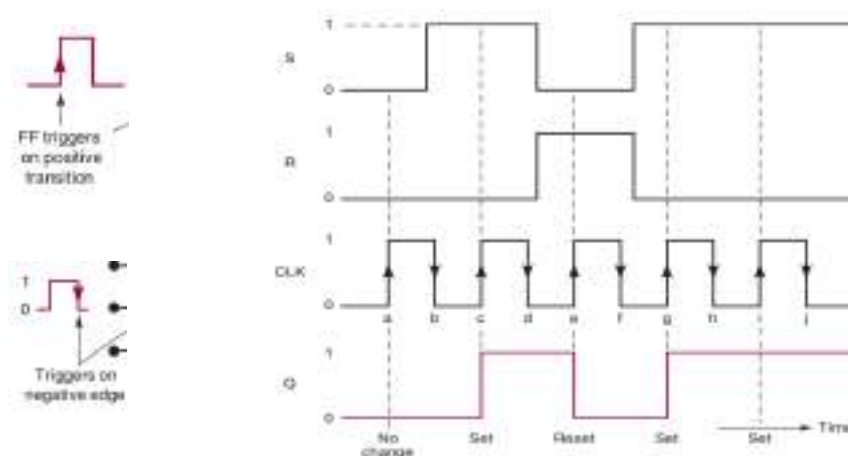 FF triggers
on positive
transition
1
0
Triggers on
negative edge
1
S
0
1
R
0
1
CLK
0
a b c d e f g h i j
1
Q
0
Time
No
change
Set Reset Set Set